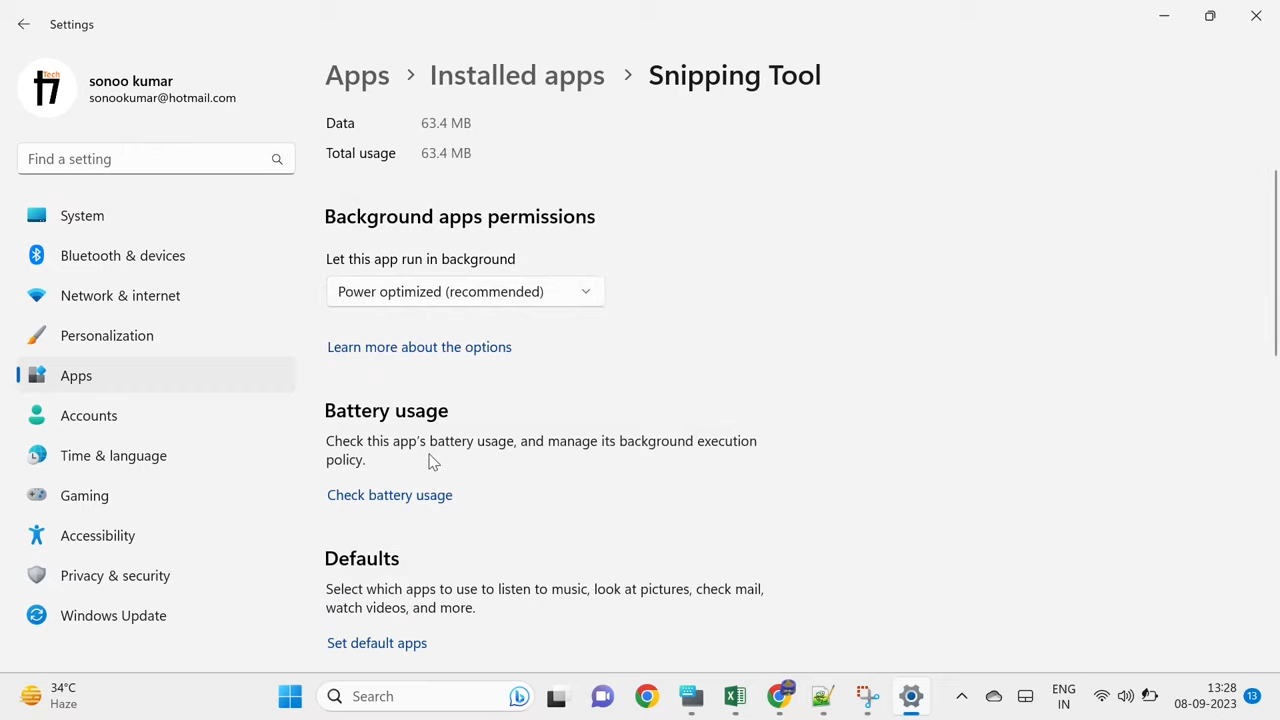 Settings
Tech
17
sonoo kumar
sonookumar@hotmail.com
Find a setting
System
Bluetooth & devices
Network & internet
Personalization
Apps
Accounts
Time & language
Gaming
Accessibility
Privacy & security
Windows Update
Apps > Installed apps > Snipping Tool
Data 63.4 MB
Total usage 63.4 MB
Background apps permissions
Let this app run in background
Power optimized (recommended)
Learn more about the options
Battery usage
Check this app's battery usage, and manage its background execution
policy.
Check battery usage
Defaults
Select which apps to use to listen to music, look at pictures, check mail,
watch videos, and more.
Set default apps
34°C
Haze
Search
ENG
IN
13:28
08-09-2023
13